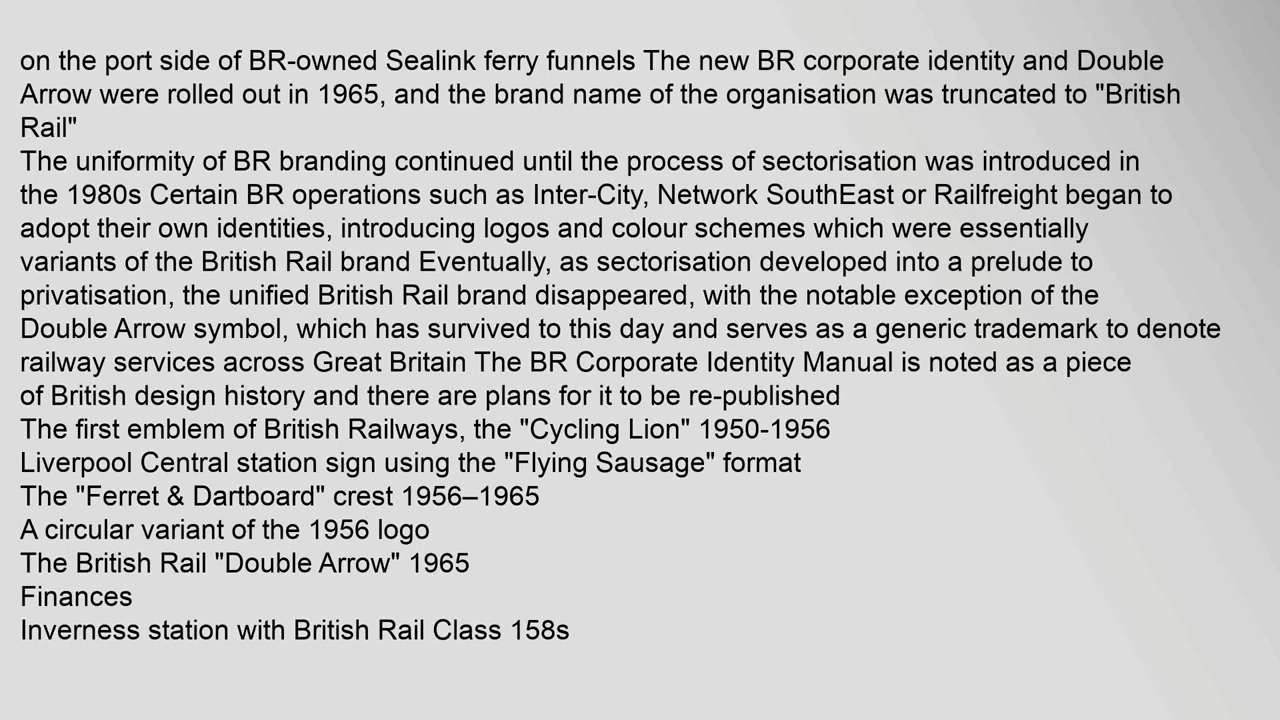 on the port side of BR-owned Sealink ferry funnels The new BR corporate identity and Double
Arrow were rolled out in 1965, and the brand name of the organisation was truncated to "British
Rail"
The uniformity of BR branding continued until the process of sectorisation was introduced in
the 1980s Certain BR operations such as Inter-City, Network SouthEast or Railfreight began to
adopt their own identities, introducing logos and colour schemes which were essentially
variants of the British Rail brand Eventually, as sectorisation developed into a prelude to
privatisation, the unified British Rail brand disappeared, with the notable exception of the
Double Arrow symbol, which has survived to this day and serves as a generic trademark to denote
railway services across Great Britain The BR Corporate Identity Manual is noted as a piece
of British design history and there are plans for it to be re-published
The first emblem of British Railways, the "Cycling Lion" 1950-1956
Liverpool Central station sign using the "Flying Sausage" format
The "Ferret & Dartboard" crest 1956–1965
A circular variant of the 1956 logo
The British Rail "Double Arrow" 1965
Finances
Inverness station with British Rail Class 158s